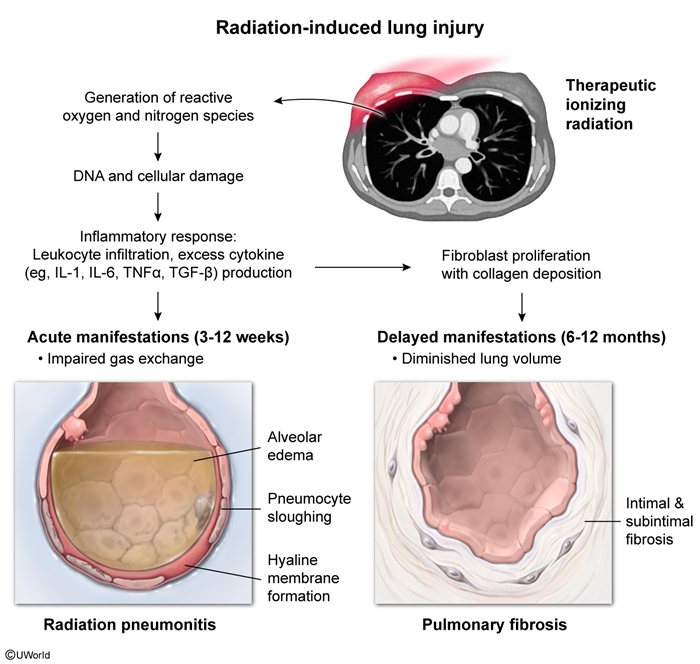 Radiation-induced lung injury
Generation of reactive
oxygen and nitrogen species
Therapeutic
ionizing
radiation
DNA and cellular damage
Inflammatory response:
Leukocyte infiltration, excess cytokine
(eg, IL-1, IL-6, TNFα, TGF-β) production
Fibroblast proliferation
with collagen deposition
Acute manifestations (3-12 weeks)
• Impaired gas exchange
Delayed manifestations (6-12 months)
• Diminished lung volume
Alveolar
edema
Pneumocyte
sloughing
Hyaline
membrane
formation
Intimal &
subintimal
fibrosis
Radiation pneumonitis
Pulmonary fibrosis
©UWorld